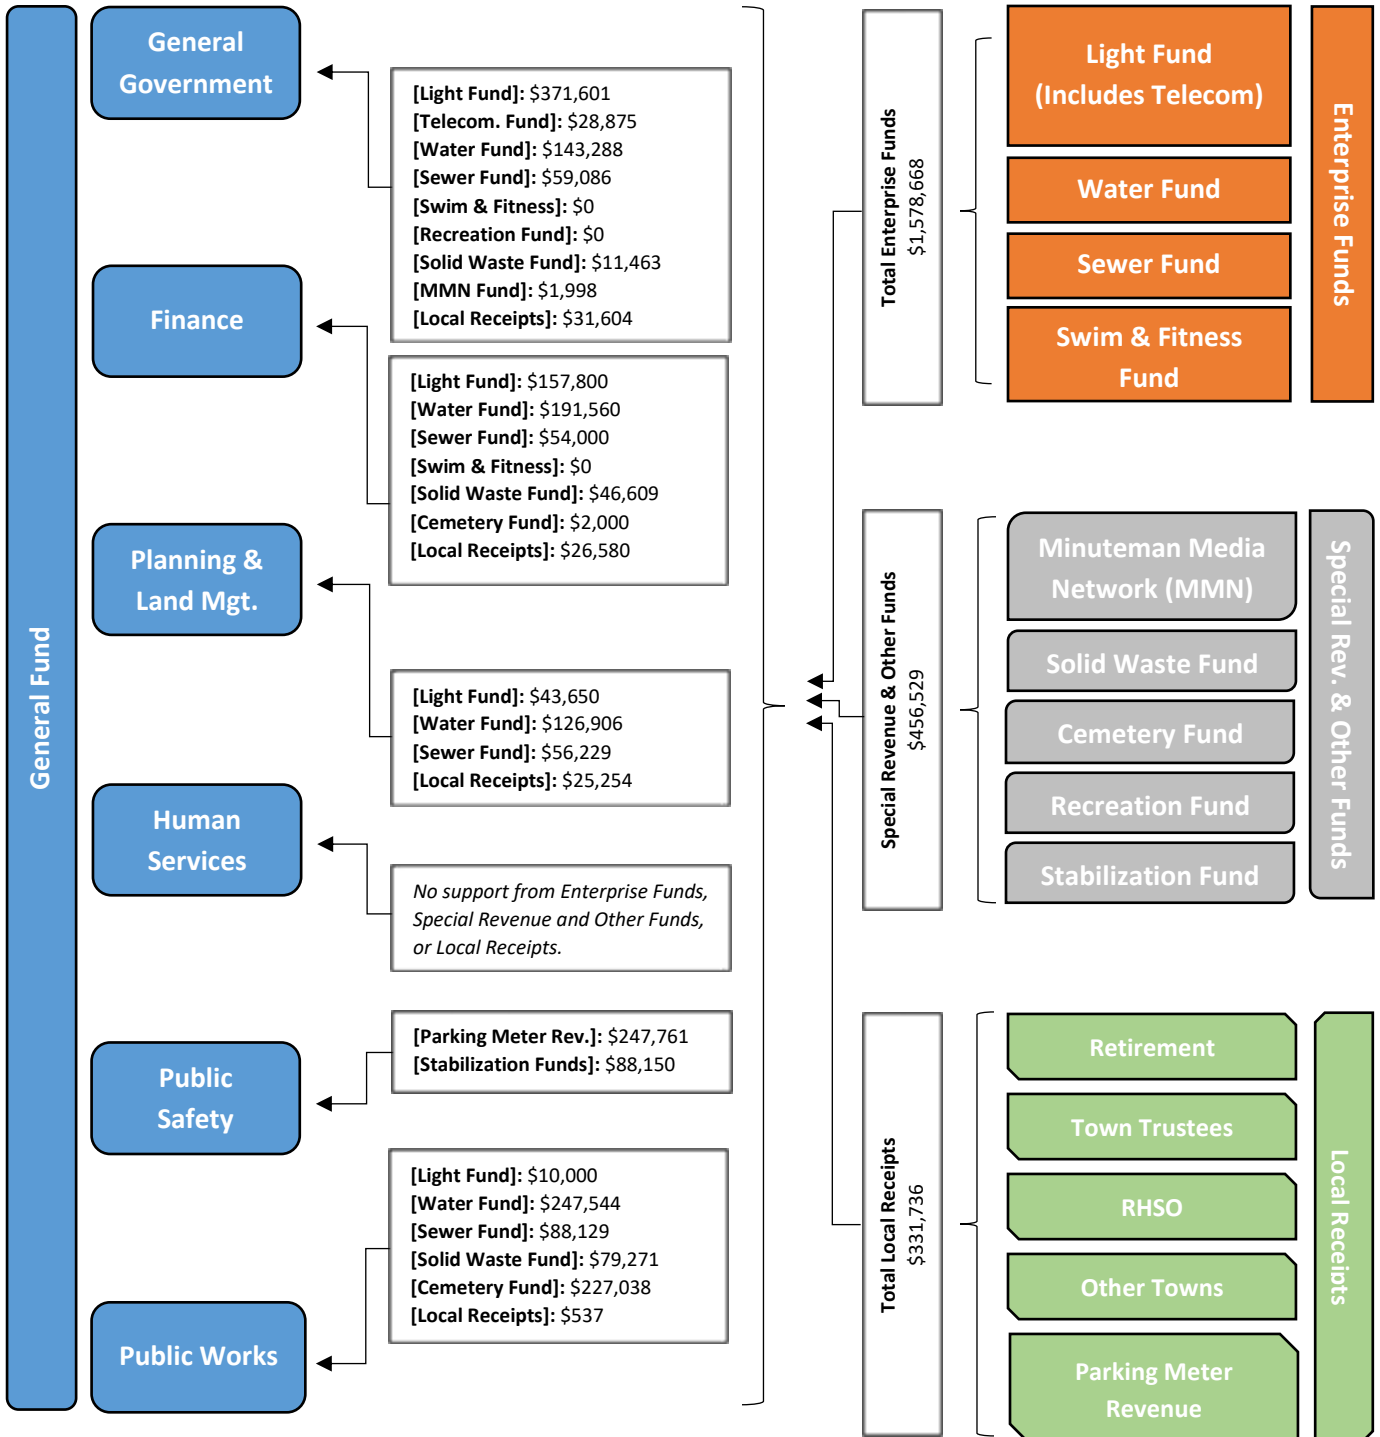 General Fund
General
Government
[Light Fund]: $371,601
[Telecom. Fund]: $28,875
[Water Fund]: $143,288
[Sewer Fund]: $59,086
[Swim & Fitness]: $0
[Recreation Fund]: $0
[Solid Waste Fund]: $11,463
[MMN Fund]: $1,998
[Local Receipts]: $31,604
Finance
[Light Fund]: $157,800
[Water Fund]: $191,560
[Sewer Fund]: $54,000
[Swim & Fitness]: $0
[Solid Waste Fund]: $46,609
[Cemetery Fund]: $2,000
[Local Receipts]: $26,580
Planning &
Land Mgt.
[Light Fund]: $43,650
[Water Fund]: $126,906
[Sewer Fund]: $56,229
[Local Receipts]: $25,254
Human
Services
No support from Enterprise Funds,
Special Revenue and Other Funds,
or Local Receipts.
Public
Safety
[Parking Meter Rev.]: $247,761
[Stabilization Funds]: $88,150
Public Works
[Light Fund]: $10,000
[Water Fund]: $247,544
[Sewer Fund]: $88,129
[Solid Waste Fund]: $79,271
[Cemetery Fund]: $227,038
[Local Receipts]: $537
Total Enterprise Funds
$1,578,668
Light Fund
(Includes Telecom)
Water Fund
Sewer Fund
Swim & Fitness
Fund
Enterprise Funds
Special Revenue & Other Funds
$456,529
Minuteman Media
Network (MMN)
Solid Waste Fund
Cemetery Fund
Recreation Fund
Stabilization Fund
Special Rev. & Other Funds
Total Local Receipts
$331,736
Retirement
Town Trustees
RHSO
Other Towns
Parking Meter
Revenue
Local Receipts